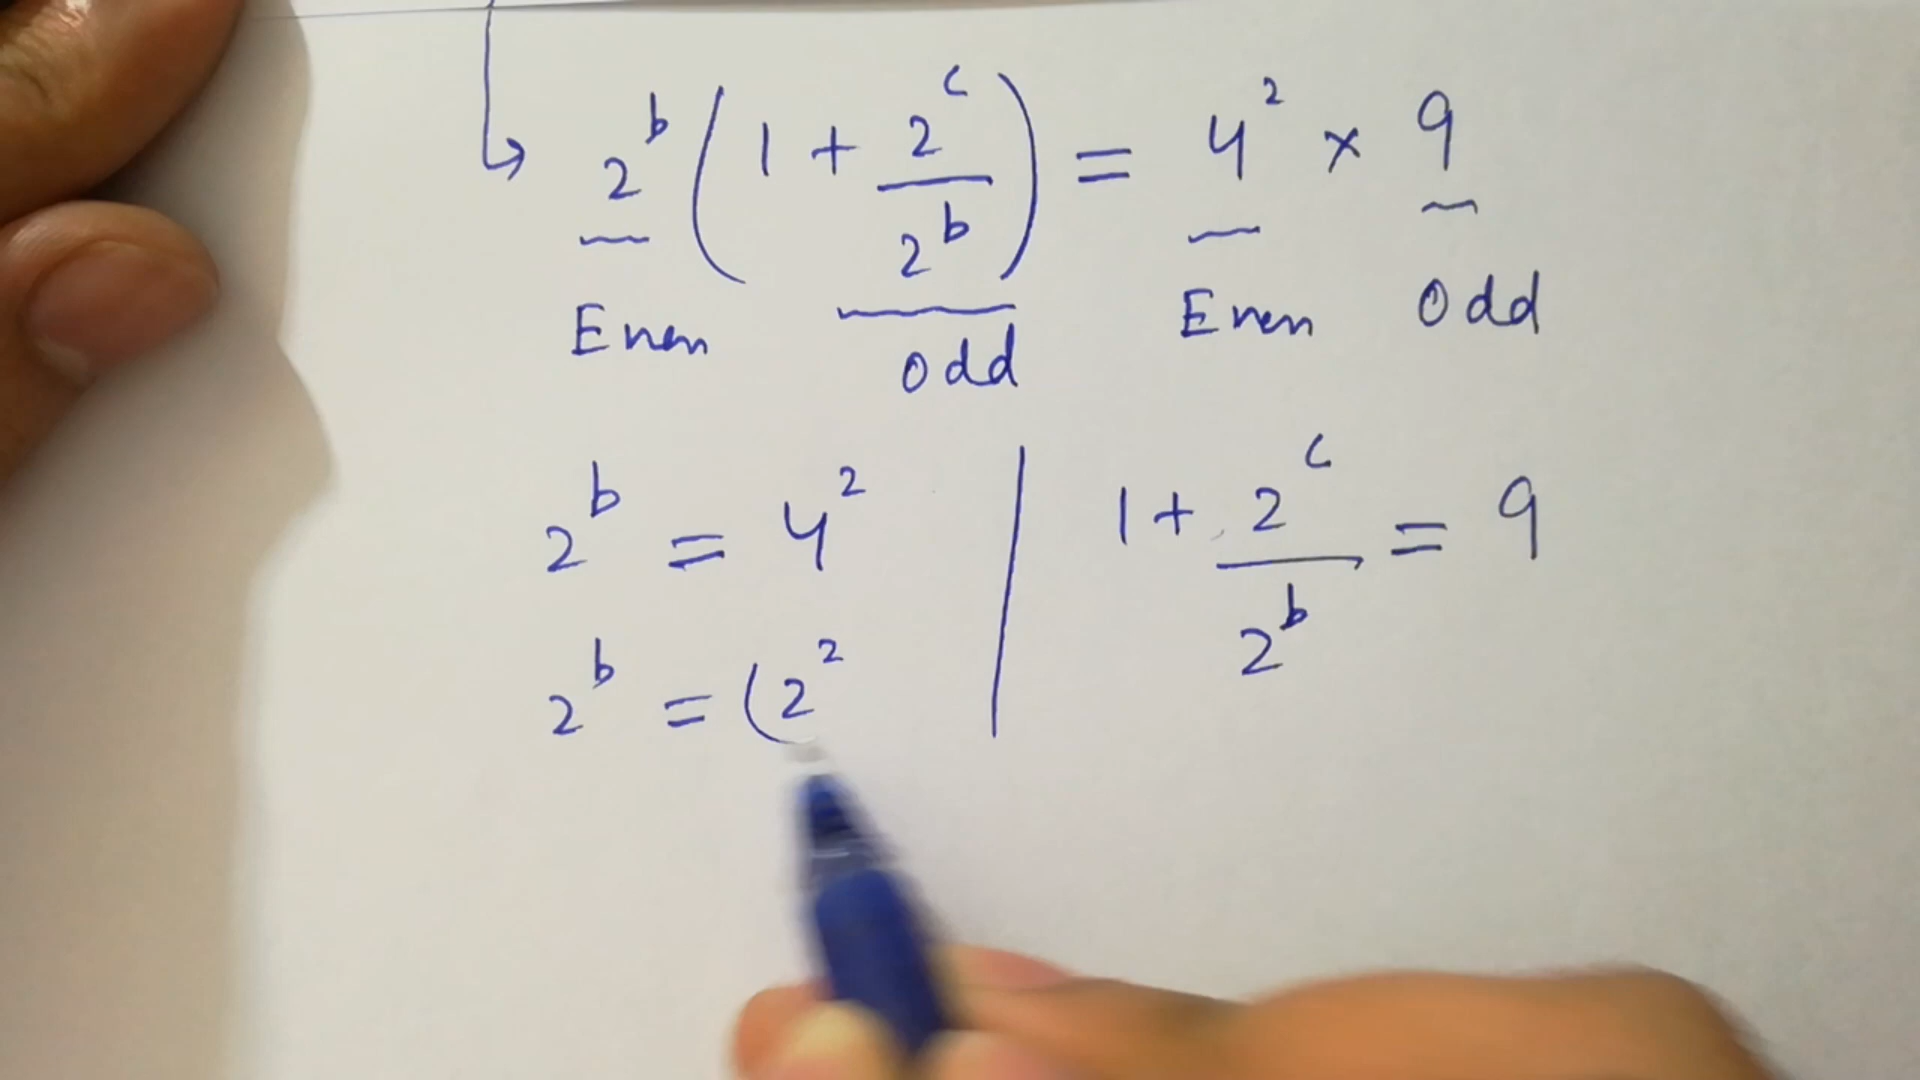 2^b (1 + 2^c / 2^b) = 4^2 × 9
Even odd Even Odd
2^b = 4^2 | 1 + 2^c / 2^b = 9
2^b = (2^2